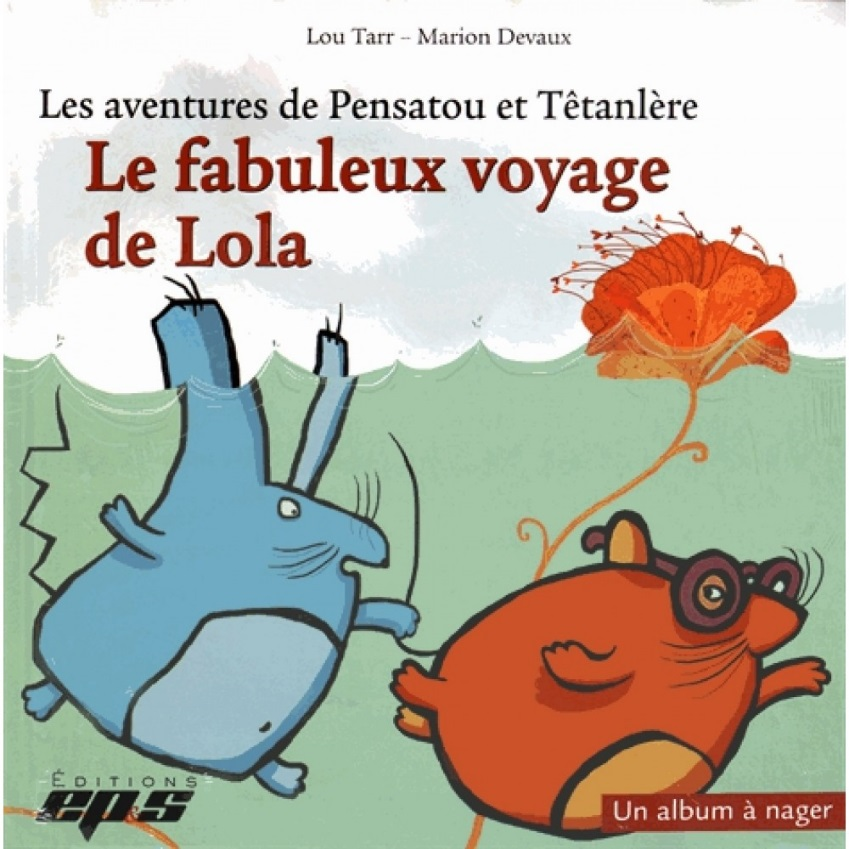 Lou Tarr – Marion Devaux
Les aventures de Pensatou et Têtanlère
Le fabuleux voyage
de Lola
ÉDITIONS
eps
Un album à nager